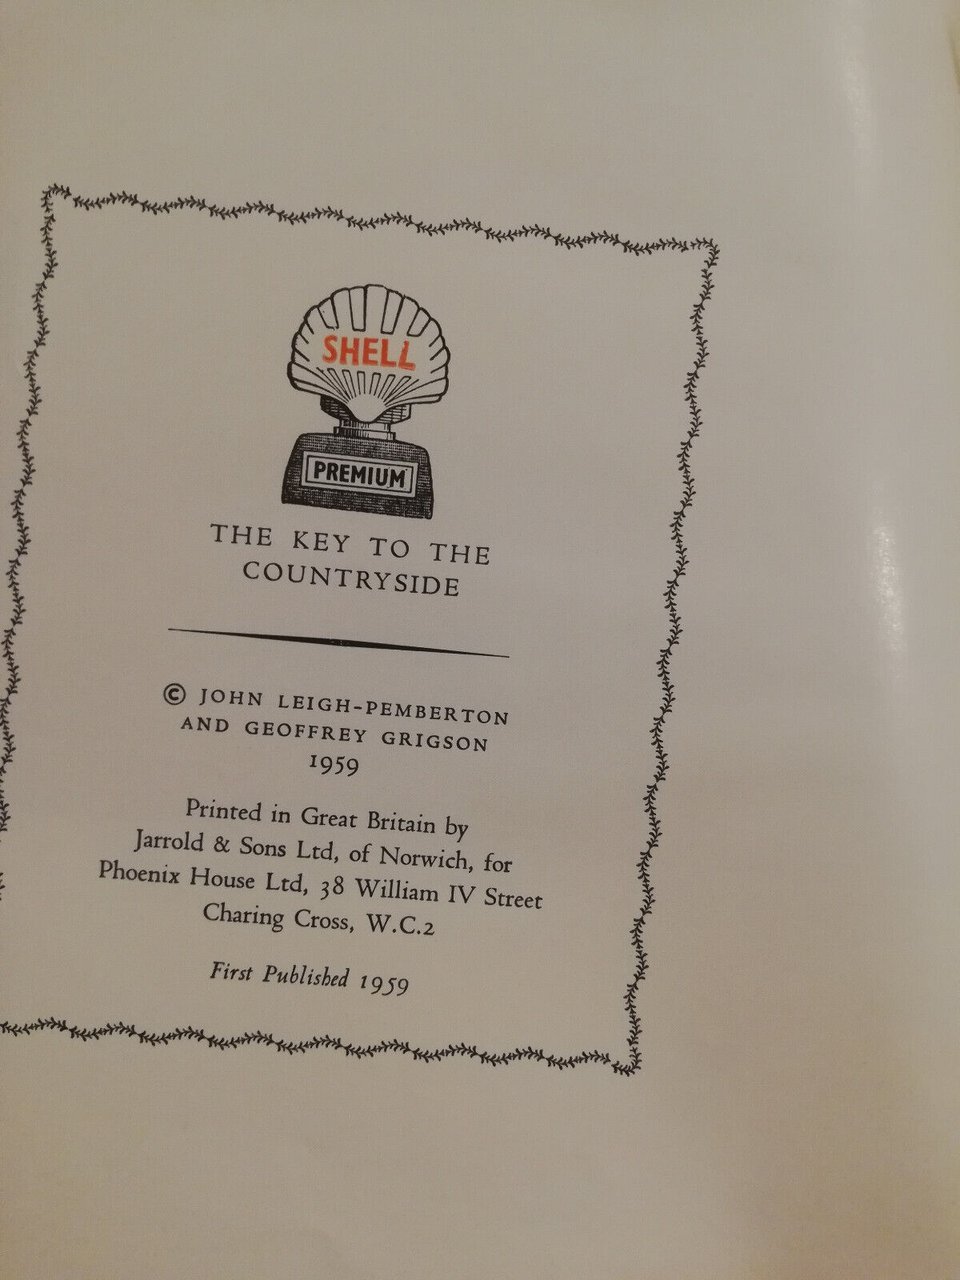 SHELL
PREMIUM
THE KEY TO THE
COUNTRYSIDE
© JOHN LEIGH-PEMBERTON
AND GEOFFREY GRIGSON
1959
Printed in Great Britain by
Jarrold & Sons Ltd, of Norwich, for
Phoenix House Ltd, 38 William IV Street
Charing Cross, W.C.2
First Published 1959